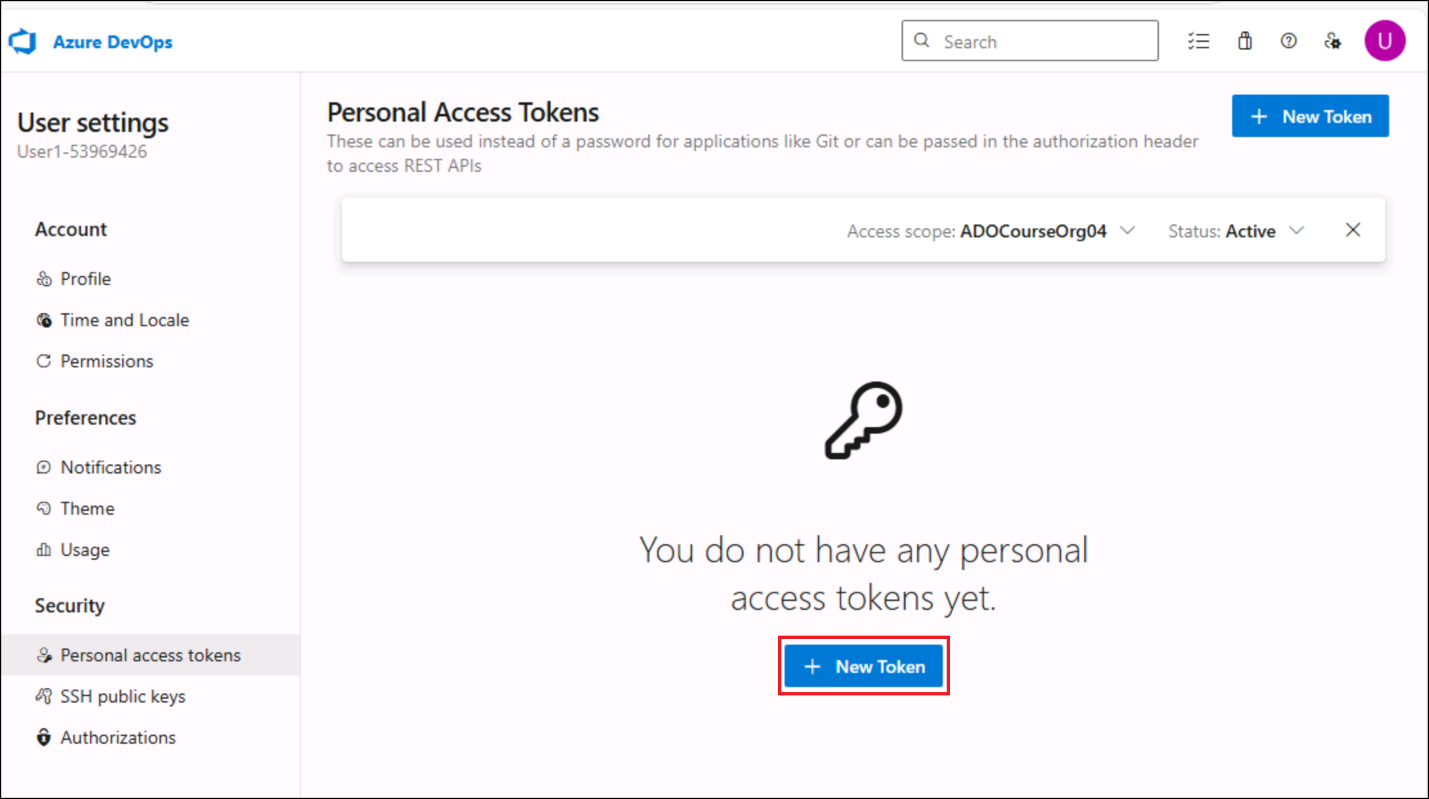 Azure DevOps
Search
U
User settings
User1-53969426
Account
Profile
Time and Locale
Permissions
Preferences
Notifications
Theme
Usage
Security
Personal access tokens
SSH public keys
Authorizations
Personal Access Tokens
These can be used instead of a password for applications like Git or can be passed in the authorization header
to access REST APIs
+ New Token
Access scope: ADOCourseOrg04
Status: Active
You do not have any personal
access tokens yet.
+ New Token